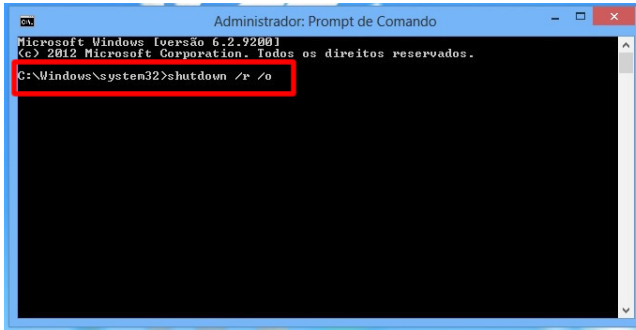 Administrador: Prompt de Comando
Microsoft Windows [versão 6.2.9200]
(c) 2012 Microsoft Corporation. Todos os direitos reservados.
C:\Windows\system32>shutdown /r /o